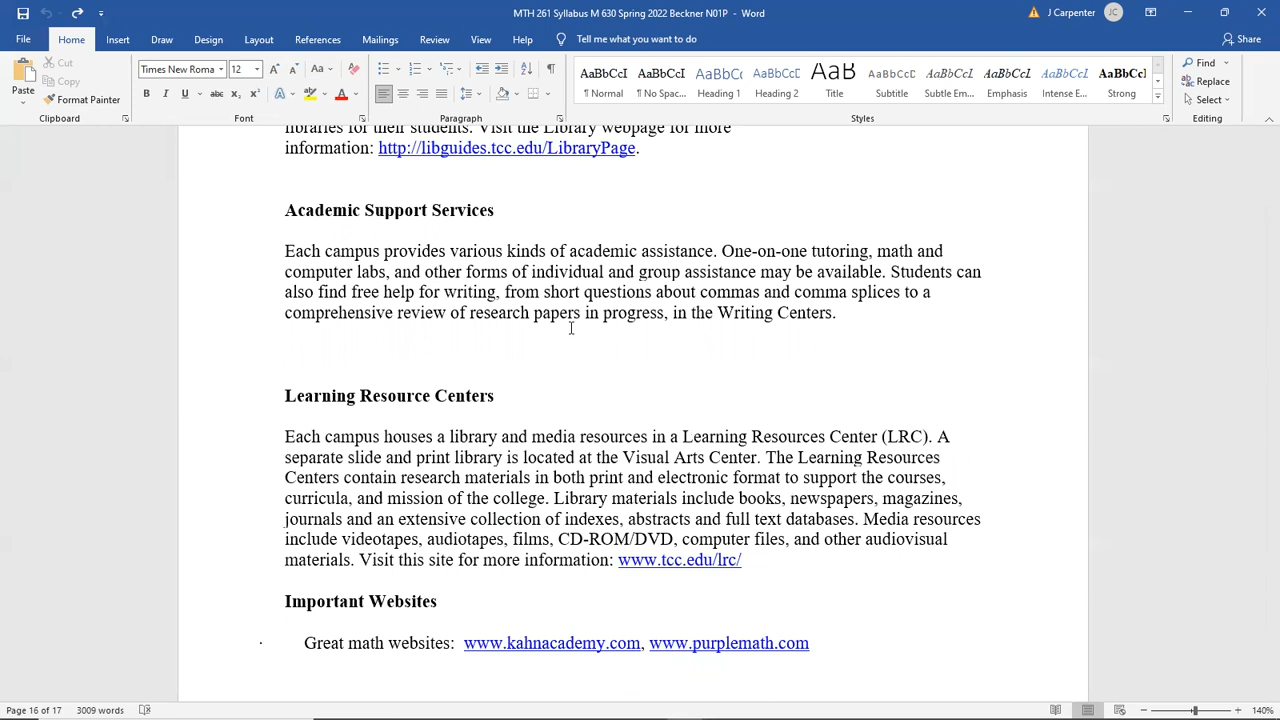 MTH 261 Syllabus M 630 Spring 2022 Beckner N01P - Word
J Carpenter JC
File Home Insert Draw Design Layout References Mailings Review View Help Tell me what you want to do Share
Cut
Copy
Paste
Format Painter
Clipboard
Times New Roma 12
Font
Paragraph
AaBbCcI AaBbCcI AaBbC( AaBbCcD AaB AaBbCcD AaBbCcI AaBbCcI AaBbCcI AaBbCc
¶ Normal ¶ No Spac... Heading 1 Heading 2 Title Subtitle Subtle Em... Emphasis Intense E... Strong
Styles
Find
Replace
Select
Editing
libraries for their students. Visit the Library webpage for more
information: http://libguides.tcc.edu/LibraryPage.
Academic Support Services
Each campus provides various kinds of academic assistance. One-on-one tutoring, math and
computer labs, and other forms of individual and group assistance may be available. Students can
also find free help for writing, from short questions about commas and comma splices to a
comprehensive review of research papers in progress, in the Writing Centers.
Learning Resource Centers
Each campus houses a library and media resources in a Learning Resources Center (LRC). A
separate slide and print library is located at the Visual Arts Center. The Learning Resources
Centers contain research materials in both print and electronic format to support the courses,
curricula, and mission of the college. Library materials include books, newspapers, magazines,
journals and an extensive collection of indexes, abstracts and full text databases. Media resources
include videotapes, audiotapes, films, CD-ROM/DVD, computer files, and other audiovisual
materials. Visit this site for more information: www.tcc.edu/lrc/
Important Websites
· Great math websites: www.kahnacademy.com, www.purplemath.com
Page 16 of 17 3009 words 140%